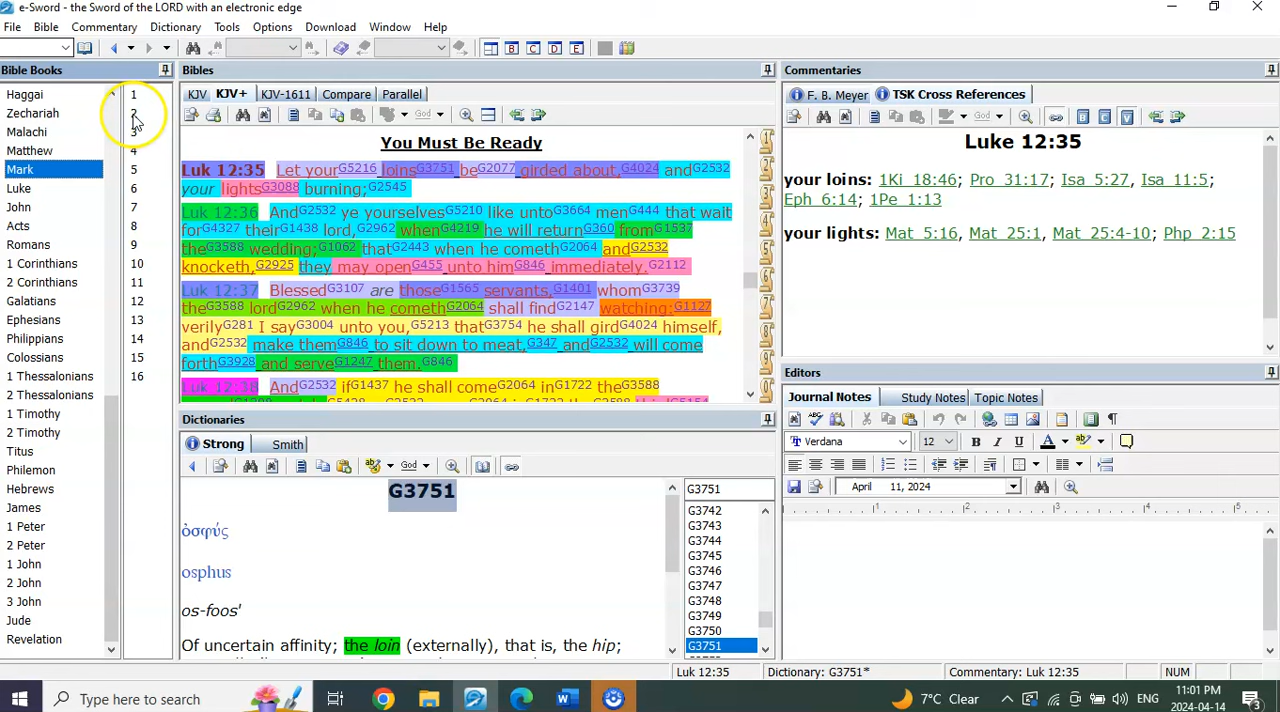 e-Sword - the Sword of the LORD with an electronic edge
File Bible Commentary Dictionary Tools Options Download Window Help
Bible Books
Haggai
Zechariah
Malachi
Matthew
Mark
Luke
John
Acts
Romans
1 Corinthians
2 Corinthians
Galatians
Ephesians
Philippians
Colossians
1 Thessalonians
2 Thessalonians
1 Timothy
2 Timothy
Titus
Philemon
Hebrews
James
1 Peter
2 Peter
1 John
2 John
3 John
Jude
Revelation
1
2
3
4
5
6
7
8
9
10
11
12
13
14
15
16
Bibles
KJV KJV+ KJV-1611 Compare Parallel
You Must Be Ready
Luk 12:35 Let yourG5216 loinsG3751 beG2077 girded about,G4024 andG2532
your lightsG3088 burning;G2545
Luk 12:36 AndG2532 ye yourselvesG5210 like untoG3664 menG444 that wait
forG4327 theirG1438 lord,G2962 whenG4219 he will returnG360 fromG1537
theG3588 wedding;G1062 thatG2443 when he comethG2064 andG2532
knocketh,G2925 they may openG455 unto himG846 immediately.G2112
Luk 12:37 BlessedG3107 are thoseG1565 servants,G1401 whomG3739
theG3588 lordG2962 when he comethG2064 shall findG2147 watching:G1127
verilyG281 I sayG3004 unto you,G5213 thatG3754 he shall girdG4024 himself,
andG2532 make themG846 to sit down to meat,G347 andG2532 will come
forthG3928 and serveG1247 them.G846
Luk 12:38 AndG2532 ifG1437 he shall comeG2064 inG1722 theG3588
Dictionaries
Strong Smith
God
G3751
ὀσφύς
osphus
os-foos'
Of uncertain affinity; the loin (externally), that is, the hip;
G3751
G3742
G3743
G3744
G3745
G3746
G3747
G3748
G3749
G3750
G3751
Commentaries
F. B. Meyer TSK Cross References
Luke 12:35
your loins: 1Ki 18:46; Pro 31:17; Isa 5:27, Isa 11:5;
Eph 6:14; 1Pe 1:13
your lights: Mat 5:16, Mat 25:1, Mat 25:4-10; Php 2:15
Editors
Journal Notes Study Notes Topic Notes
Verdana 12 B I U A
April 11, 2024
1 2 3 4 5
Luk 12:35 Dictionary: G3751* Commentary: Luk 12:35 NUM
Type here to search
7°C Clear ENG 11:01 PM
2024-04-14
3